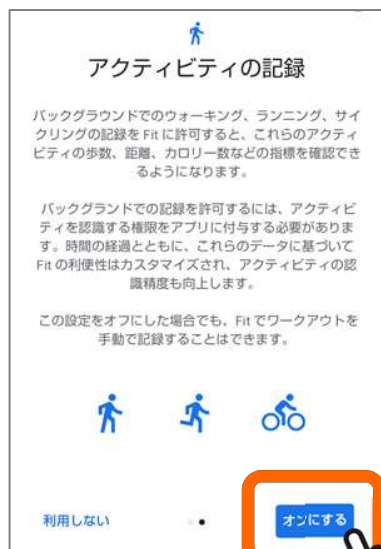 アクティビティの記録
バックグラウンドでのウォーキング、ランニング、サイ
クリングの記録を Fit に許可すると、これらのアクティ
ビティの歩数、距離、カロリー数などの指標を確認でき
るようになります。
バックグラウンドでの記録を許可するには、アクティビ
ティを認識する権限をアプリに付与する必要がありま
す。時間の経過とともに、これらのデータに基づいて
Fit の利便性はカスタマイズされ、アクティビティの認
識精度も向上します。
この設定をオフにした場合でも、Fit でワークアウトを
手動で記録することはできます。
利用しない
オンにする